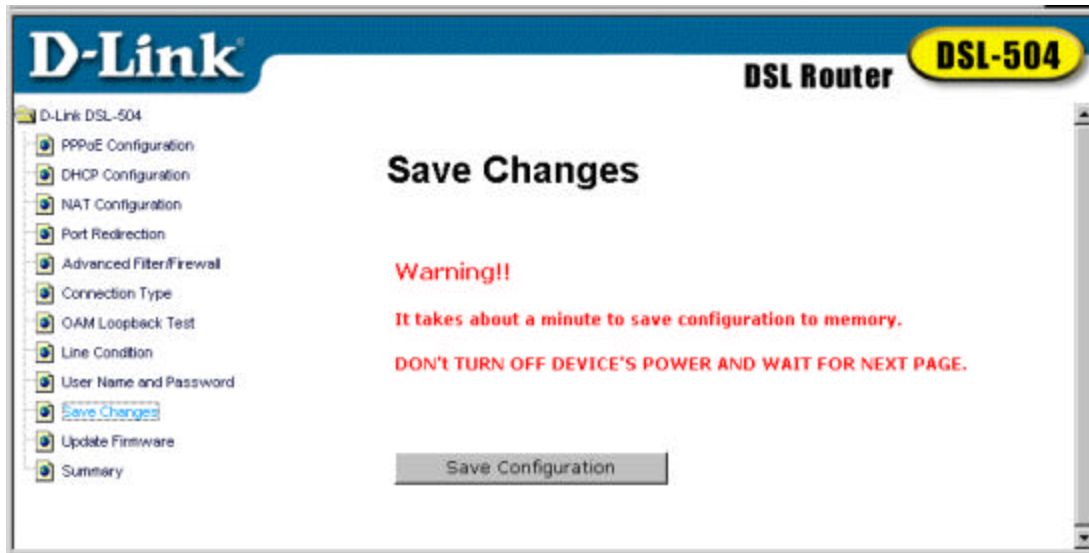 D-Link
DSL Router
DSL-504
D-Link DSL-504
PPPoE Configuration
DHCP Configuration
NAT Configuration
Port Redirection
Advanced Filter/Firewall
Connection Type
OAM Loopback Test
Line Condition
User Name and Password
Save Changes
Update Firmware
Summary
Save Changes
Warning!!
It takes about a minute to save configuration to memory.
DON't TURN OFF DEVICE'S POWER AND WAIT FOR NEXT PAGE.
Save Configuration